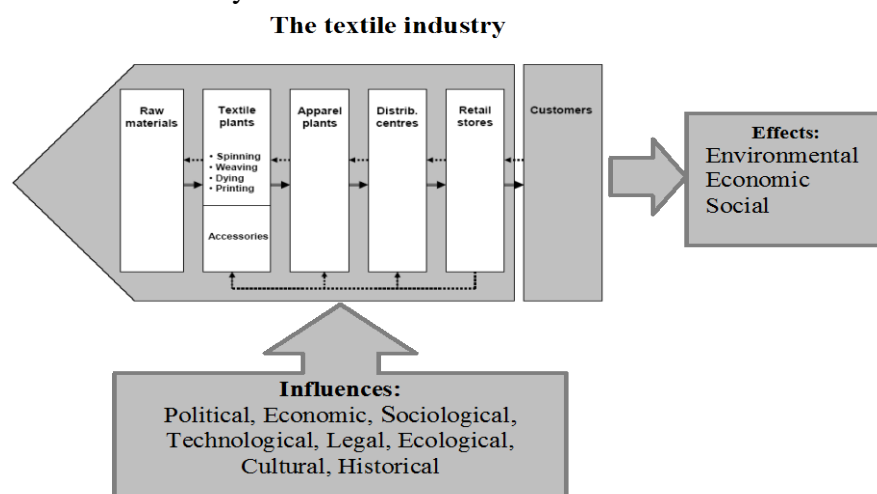 The textile industry
Raw
materials
Textile
plants
• Spinning
• Weaving
• Dying
• Printing
Accessories
Apparel
plants
Distrib.
centres
Retail
stores
Customers
Effects:
Environmental
Economic
Social
Influences:
Political, Economic, Sociological,
Technological, Legal, Ecological,
Cultural, Historical